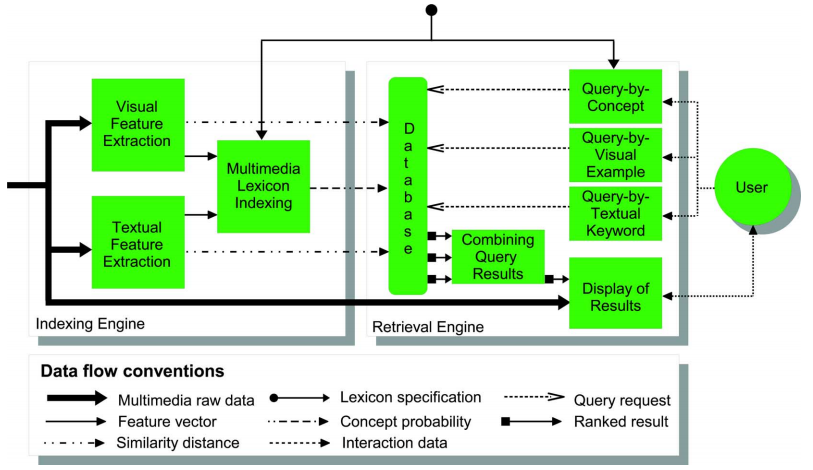 Visual
Feature
Extraction
Textual
Feature
Extraction
Multimedia
Lexicon
Indexing
Indexing Engine
D
a
t
a
b
a
s
e
Combining
Query
Results
Query-by-
Concept
Query-by-
Visual
Example
Query-by-
Textual
Keyword
Display of
Results
Retrieval Engine
User
Data flow conventions
Multimedia raw data
Lexicon specification
Query request
Feature vector
Concept probability
Ranked result
Similarity distance
Interaction data